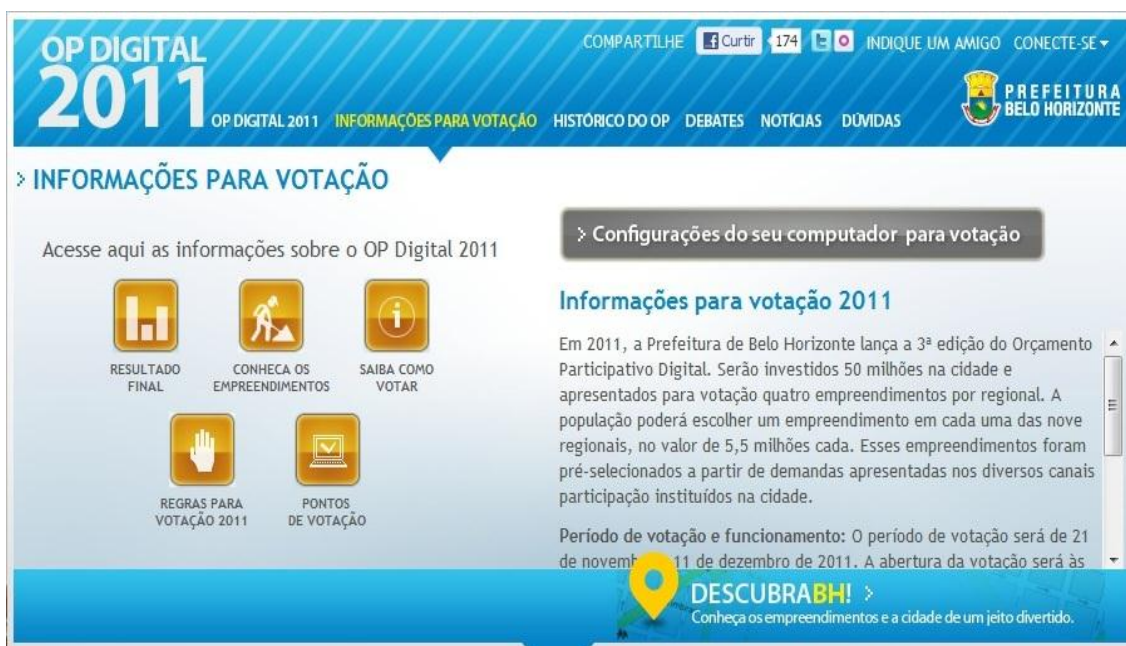 OP DIGITAL
2011
COMPARTILHE Curtir 174 INDIQUE UM AMIGO CONECTE-SE
PREFEITURA
BELO HORIZONTE
OP DIGITAL 2011 INFORMAÇÕES PARA VOTAÇÃO HISTÓRICO DO OP DEBATES NOTÍCIAS DÚVIDAS
INFORMAÇÕES PARA VOTAÇÃO
Acesse aqui as informações sobre o OP Digital 2011
RESULTADO
FINAL
CONHECA OS
EMPREENDIMENTOS
SAIBA COMO
VOTAR
REGRAS PARA
VOTAÇÃO 2011
PONTOS
DE VOTAÇÃO
Configurações do seu computador para votação
Informações para votação 2011
Em 2011, a Prefeitura de Belo Horizonte lança a 3ª edição do Orçamento
Participativo Digital. Serão investidos 50 milhões na cidade e
apresentados para votação quatro empreendimentos por regional. A
população poderá escolher um empreendimento em cada uma das nove
regionais, no valor de 5,5 milhões cada. Esses empreendimentos foram
pré-selecionados a partir de demandas apresentadas nos diversos canais
participação instituídos na cidade.
Período de votação e funcionamento: O período de votação será de 21
de 11 de dezembro de 2011. A abertura da votação será às
DESCUBRABH!
Conheça os empreendimentos e a cidade de um jeito divertido.